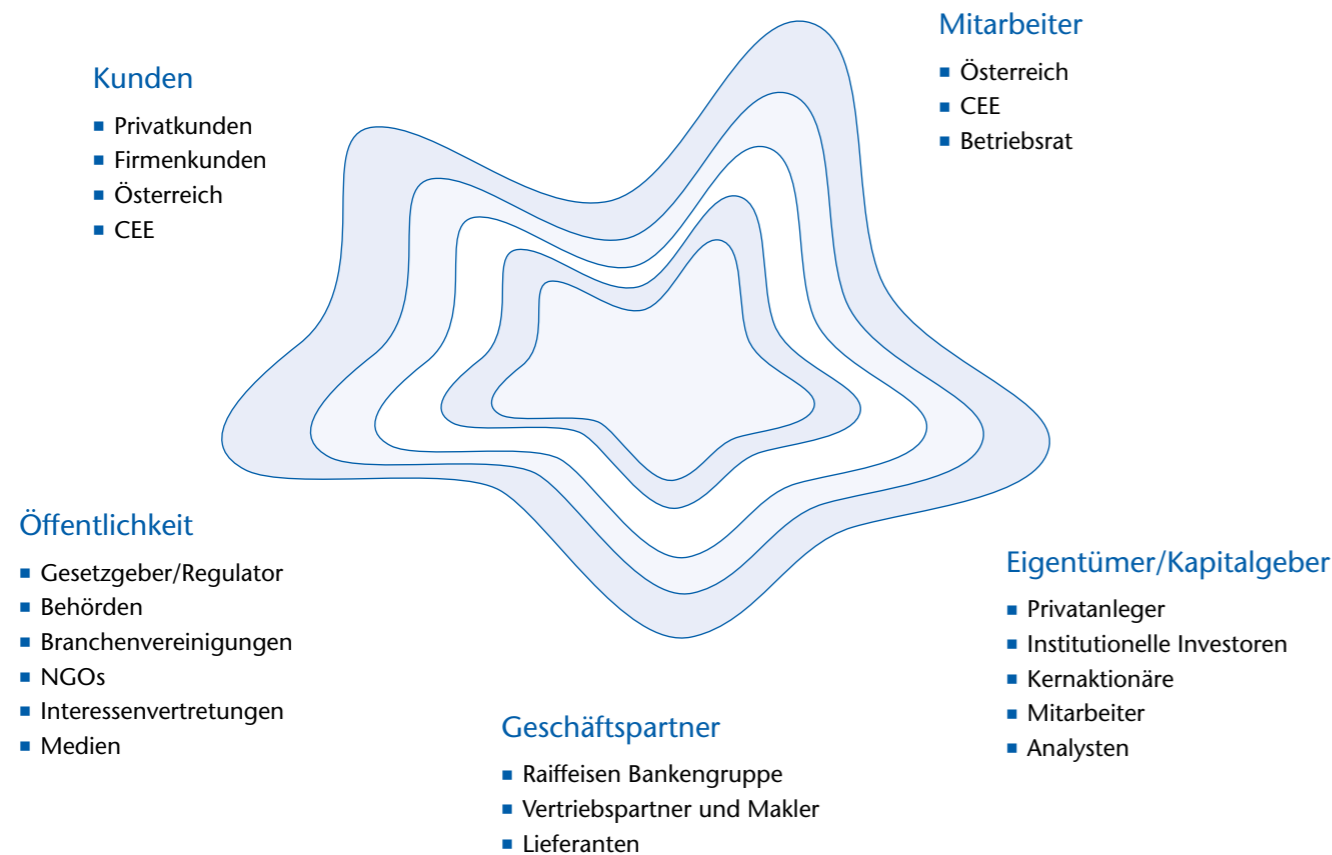 Kunden
▪ Privatkunden
▪ Firmenkunden
▪ Österreich
▪ CEE
Mitarbeiter
▪ Österreich
▪ CEE
▪ Betriebsrat
Öffentlichkeit
▪ Gesetzgeber/Regulator
▪ Behörden
▪ Branchenvereinigungen
▪ NGOs
▪ Interessenvertretungen
▪ Medien
Geschäftspartner
▪ Raiffeisen Bankengruppe
▪ Vertriebspartner und Makler
▪ Lieferanten
Eigentümer/Kapitalgeber
▪ Privatanleger
▪ Institutionelle Investoren
▪ Kernaktionäre
▪ Mitarbeiter
▪ Analysten